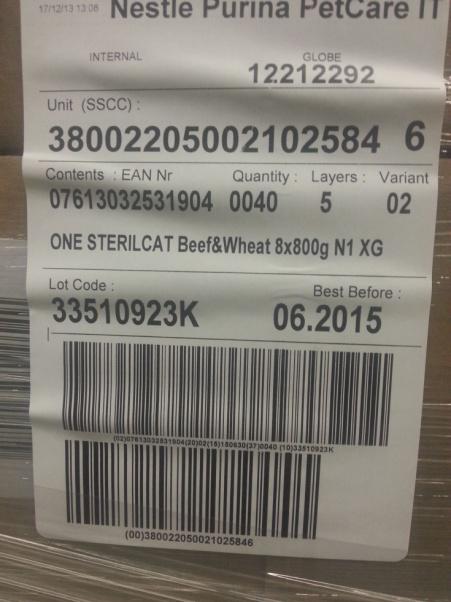 17/12/13 13:06 Nestle Purina PetCare IT
INTERNAL GLOBE
12212292
Unit (SSCC) :
38002205002102584 6
Contents : EAN Nr Quantity : Layers : Variant
07613032531904 0040 5 02
ONE STERILCAT Beef&Wheat 8x800g N1 XG
Lot Code : Best Before :
33510923K 06.2015
(02)07613032531904(20)02(15)150630(37)0040 (10)33510923K
(00)380022050021025846